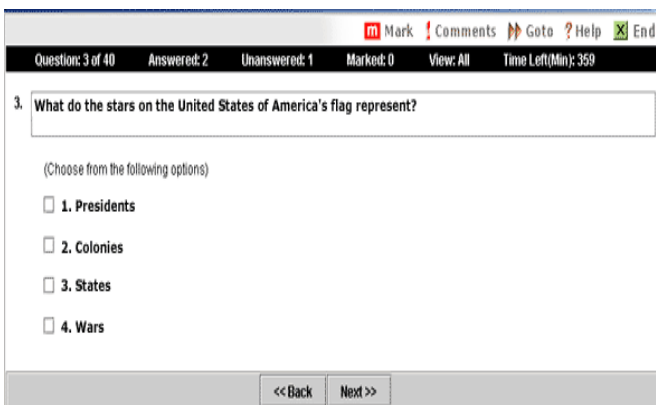 m Mark ! Comments Goto ? Help X End
Question: 3 of 40 Answered: 2 Unanswered: 1 Marked: 0 View: All Time Left(Min): 359
3. What do the stars on the United States of America's flag represent?
(Choose from the following options)
1. Presidents
2. Colonies
3. States
4. Wars
<< Back Next >>